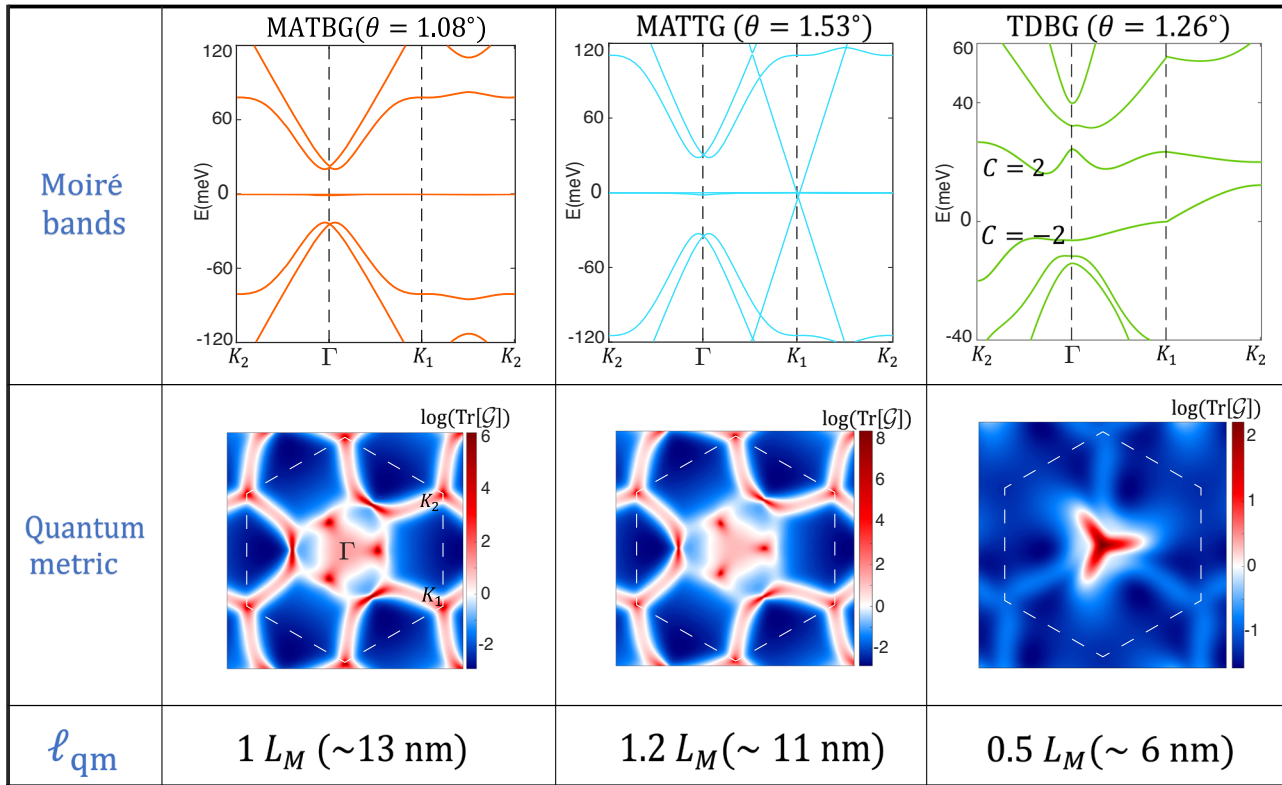 MATBG(θ = 1.08°)
MATTG (θ = 1.53°)
TDBG (θ = 1.26°)
Moiré
bands
E(meV)
120
60
0
-60
-120
K₂
Γ
K₁
K₂
E(meV)
120
60
0
-60
-120
K₂
Γ
K₁
K₂
E(meV)
60
40
0
-40
C = 2
C = −2
K₂
Γ
K₁
K₂
Quantum
metric
log(Tr[𝒢])
6
4
2
0
-2
K₂
Γ
K₁
log(Tr[𝒢])
8
6
4
2
0
-2
log(Tr[𝒢])
2
1
0
-1
ℓqm
1 L_M (~13 nm)
1.2 L_M (~ 11 nm)
0.5 L_M (~ 6 nm)